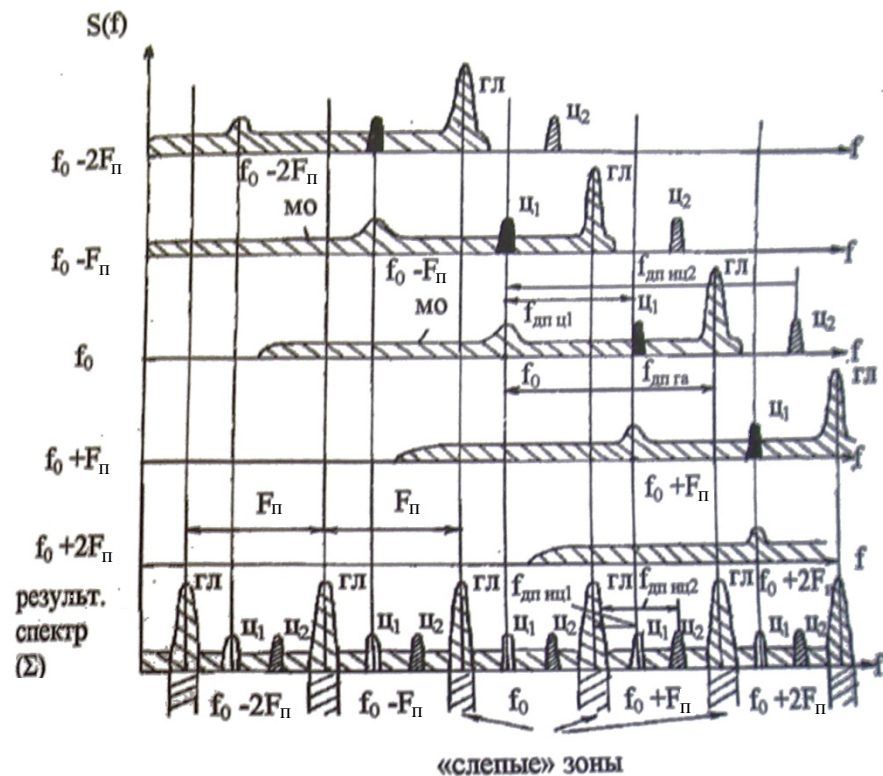 S(f)
гл
ц₂
f₀ -2Fп
f₀ -2Fп
f
мо
ц₁
гл
ц₂
f₀ -Fп
f₀ -Fп
f
мо
fдп нц2
гл
fдп ц1
ц₁
ц₂
f₀
f₀
fдп га
f
гл
ц₁
f₀ +Fп
f₀ +Fп
f
Fп
Fп
f₀ +2Fп
f
результ.
спектр
(Σ)
гл
ц₁
ц₂
гл
ц₁
ц₂
гл
ц₁
ц₂
fдп нц1
гл
fдп нц2
ц₁
ц₂
гл
f₀ +2Fп
ц₁
ц₂
f
f₀ -2Fп
f₀ -Fп
f₀
f₀ +Fп
f₀ +2Fп
«слепые» зоны